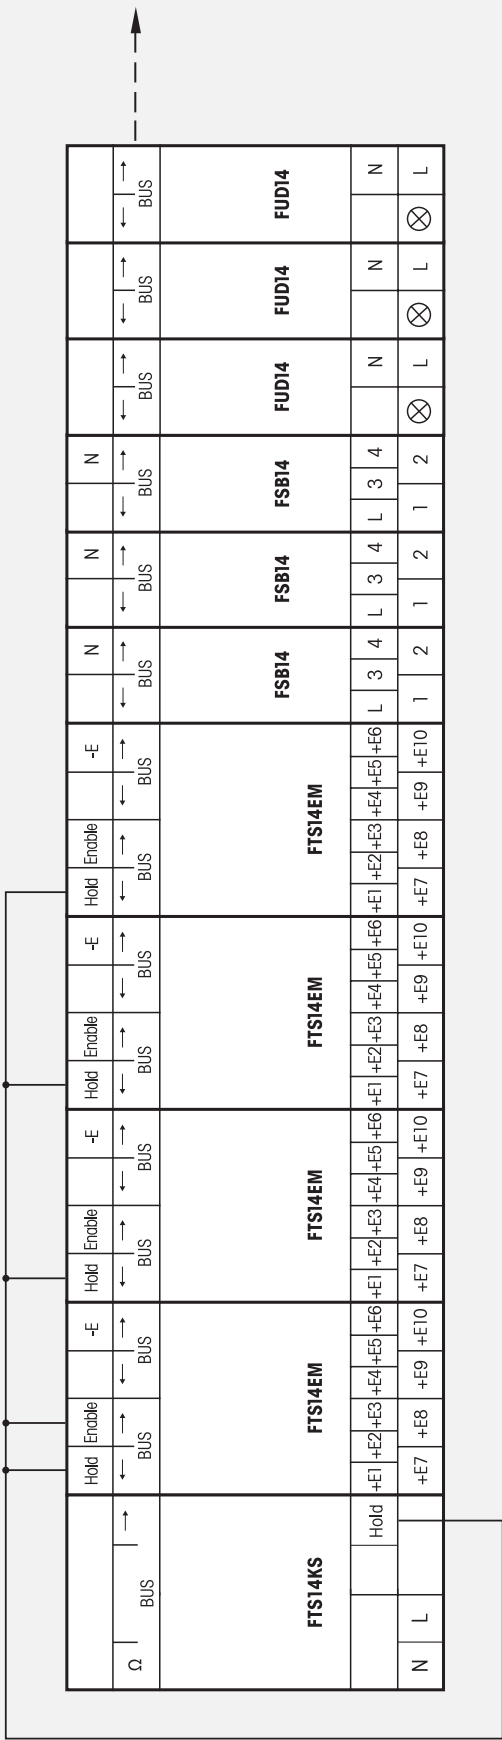 Hold Enable -E Hold Enable -E Hold Enable -E Hold Enable -E N N N
Ω → ← → ← → ← → ← → ← → ← → ← → ← → ← → ← → ← → ← → ← → ← →
BUS BUS BUS BUS BUS BUS BUS BUS BUS BUS BUS BUS BUS BUS BUS
FTS14KS FTS14EM FTS14EM FTS14EM FTS14EM FSB14 FSB14 FSB14 FUD14 FUD14 FUD14
Hold +E1 +E2 +E3 +E4 +E5 +E6 +E1 +E2 +E3 +E4 +E5 +E6 +E1 +E2 +E3 +E4 +E5 +E6 +E1 +E2 +E3 +E4 +E5 +E6 L 3 4 L 3 4 L 3 4 N N N
N L +E7 +E8 +E9 +E10 +E7 +E8 +E9 +E10 +E7 +E8 +E9 +E10 +E7 +E8 +E9 +E10 1 2 1 2 1 2 L L L